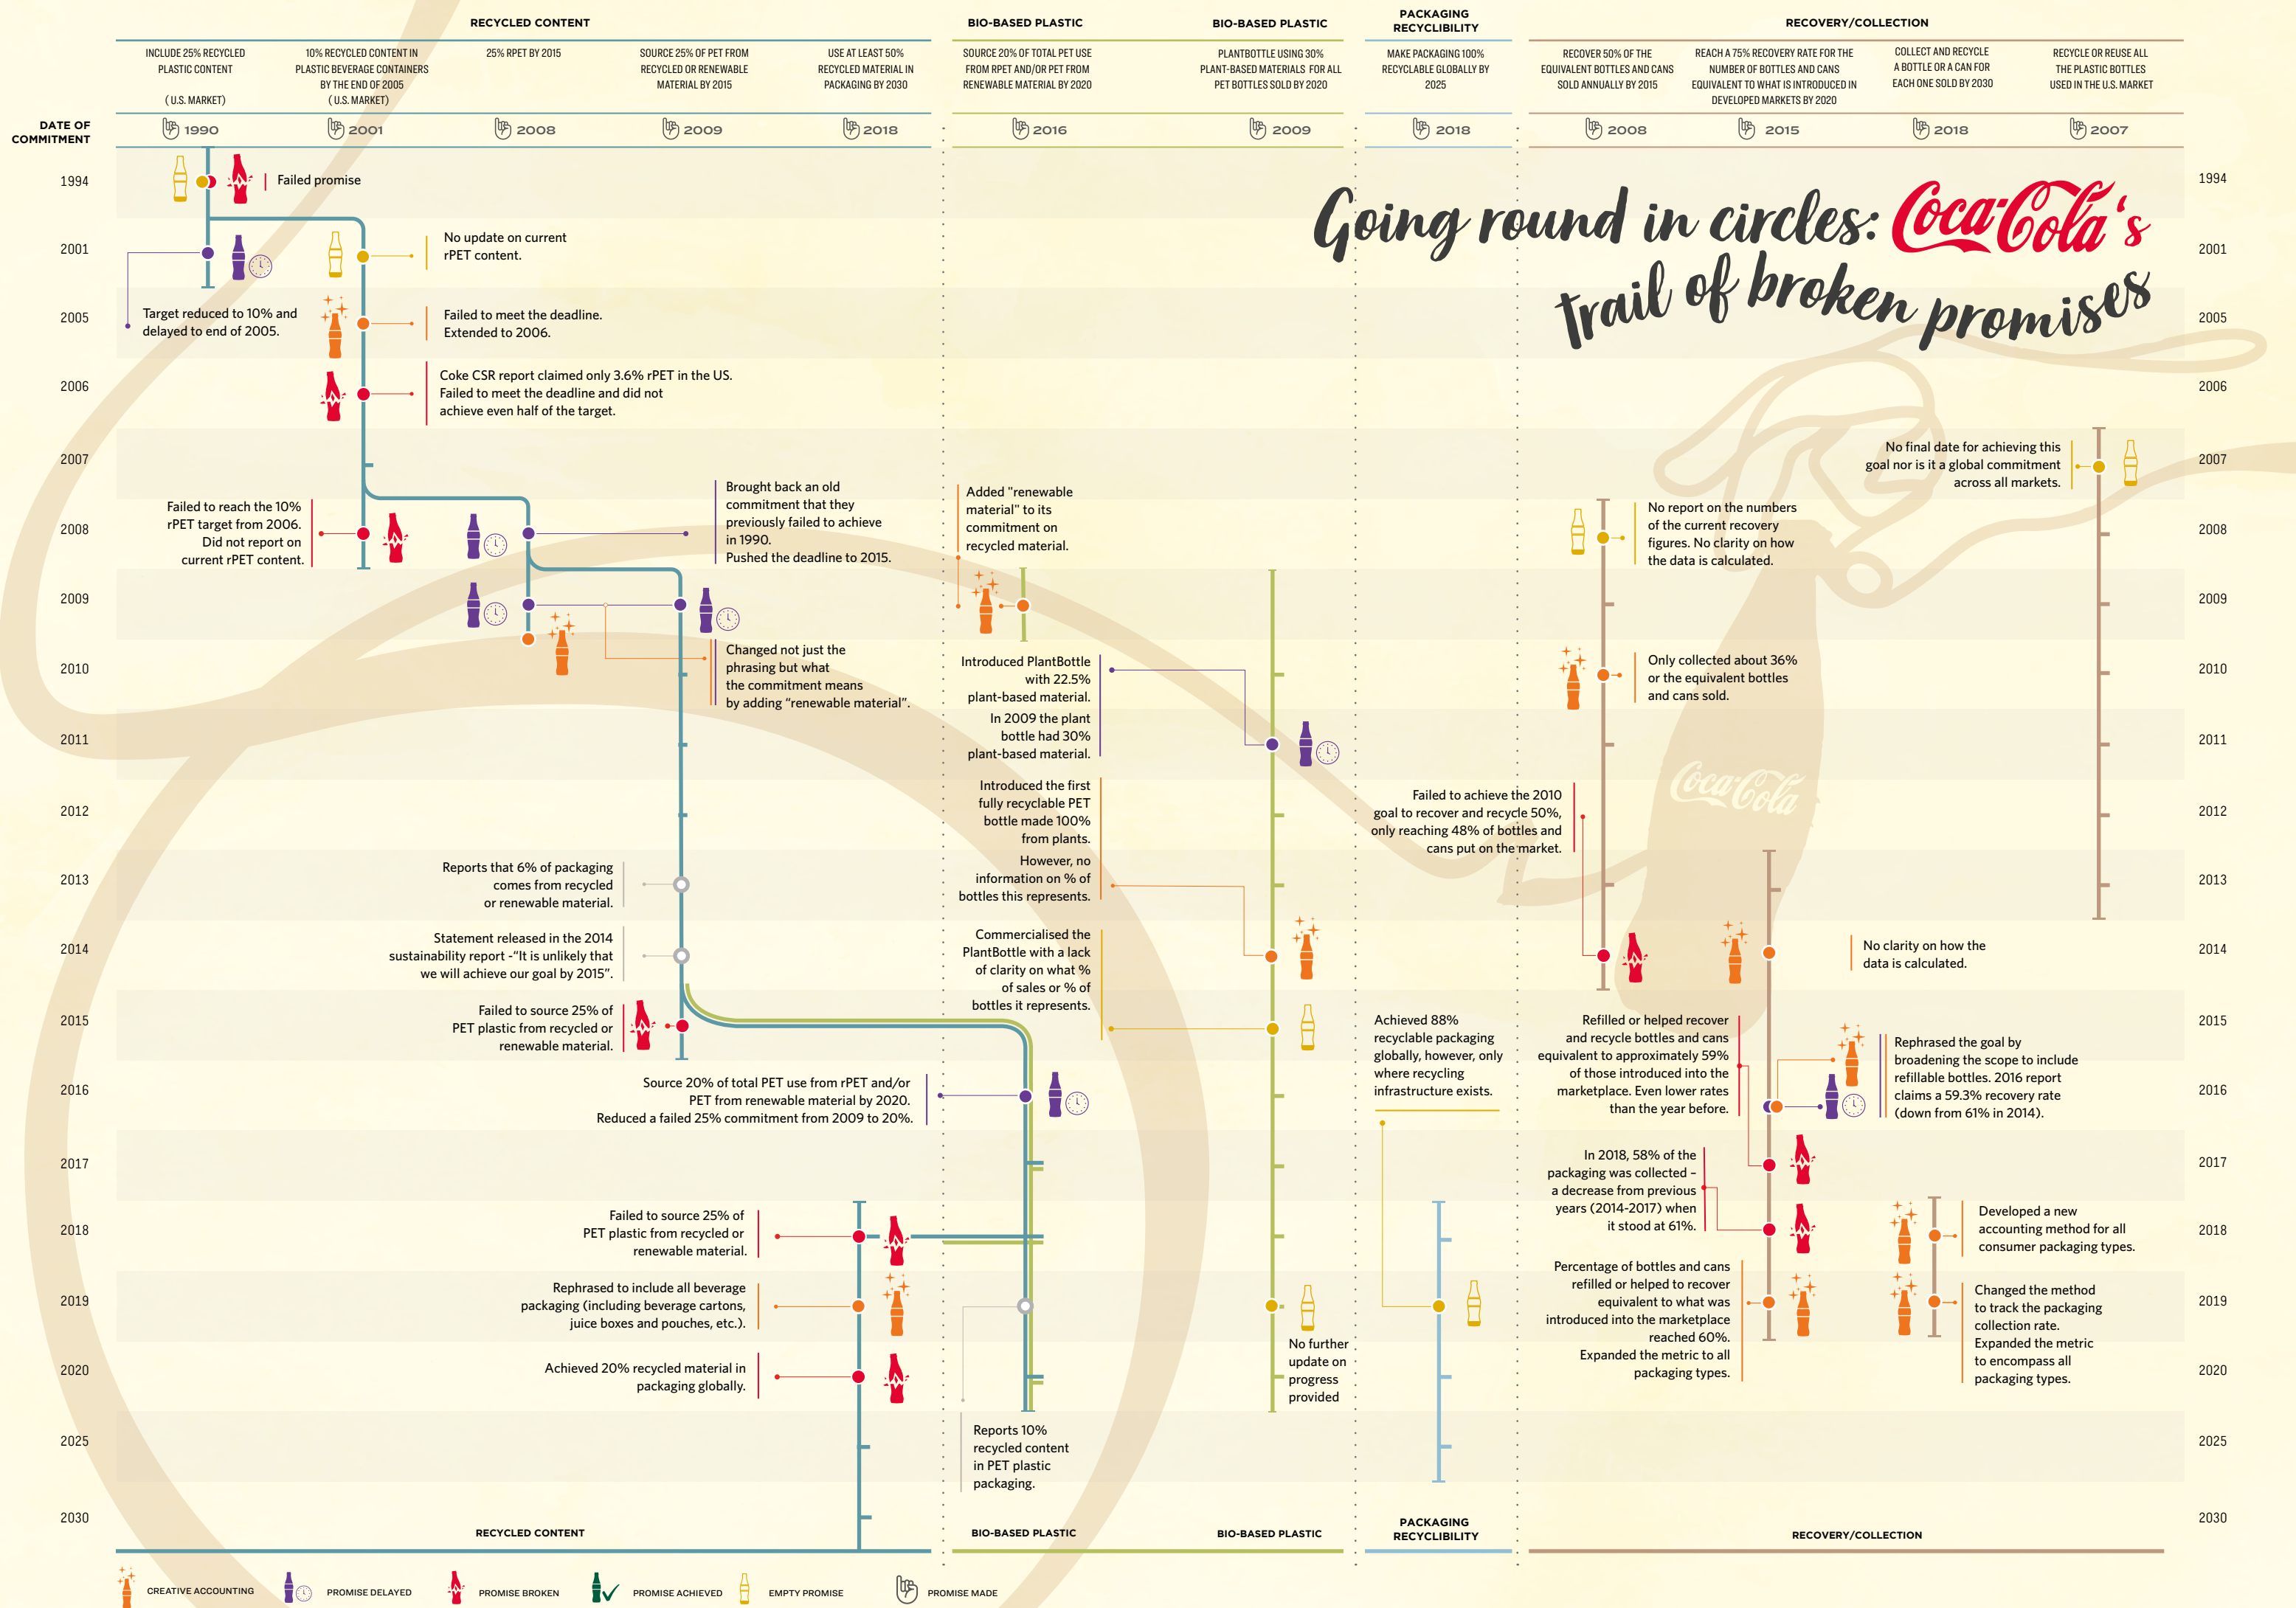 RECYCLED CONTENT
BIO-BASED PLASTIC
BIO-BASED PLASTIC
PACKAGING
RECYCLIBILITY
RECOVERY/COLLECTION
INCLUDE 25% RECYCLED
PLASTIC CONTENT
( U.S. MARKET)
10% RECYCLED CONTENT IN
PLASTIC BEVERAGE CONTAINERS
BY THE END OF 2005
( U.S. MARKET)
25% RPET BY 2015
SOURCE 25% OF PET FROM
RECYCLED OR RENEWABLE
MATERIAL BY 2015
USE AT LEAST 50%
RECYCLED MATERIAL IN
PACKAGING BY 2030
SOURCE 20% OF TOTAL PET USE
FROM RPET AND/OR PET FROM
RENEWABLE MATERIAL BY 2020
PLANTBOTTLE USING 30%
PLANT-BASED MATERIALS FOR ALL
PET BOTTLES SOLD BY 2020
MAKE PACKAGING 100%
RECYCLABLE GLOBALLY BY
2025
RECOVER 50% OF THE
EQUIVALENT BOTTLES AND CANS
SOLD ANNUALLY BY 2015
REACH A 75% RECOVERY RATE FOR THE
NUMBER OF BOTTLES AND CANS
EQUIVALENT TO WHAT IS INTRODUCED IN
DEVELOPED MARKETS BY 2020
COLLECT AND RECYCLE
A BOTTLE OR A CAN FOR
EACH ONE SOLD BY 2030
RECYCLE OR REUSE ALL
THE PLASTIC BOTTLES
USED IN THE U.S. MARKET
DATE OF
COMMITMENT
1990
2001
2008
2009
2018
2016
2009
2018
2008
2015
2018
2007
Going round in circles: Coca-Cola's
trail of broken promises
1994
2001
2005
2006
2007
2008
2009
2010
2011
2012
2013
2014
2015
2016
2017
2018
2019
2020
2025
2030
Failed promise
Target reduced to 10% and
delayed to end of 2005.
No update on current
rPET content.
Failed to meet the deadline.
Extended to 2006.
Coke CSR report claimed only 3.6% rPET in the US.
Failed to meet the deadline and did not
achieve even half of the target.
Failed to reach the 10%
rPET target from 2006.
Did not report on
current rPET content.
Brought back an old
commitment that they
previously failed to achieve
in 1990.
Pushed the deadline to 2015.
Changed not just the
phrasing but what
the commitment means
by adding “renewable material”.
Reports that 6% of packaging
comes from recycled
or renewable material.
Statement released in the 2014
sustainability report -“It is unlikely that
we will achieve our goal by 2015”.
Failed to source 25% of
PET plastic from recycled or
renewable material.
Source 20% of total PET use from rPET and/or
PET from renewable material by 2020.
Reduced a failed 25% commitment from 2009 to 20%.
Failed to source 25% of
PET plastic from recycled or
renewable material.
Rephrased to include all beverage
packaging (including beverage cartons,
juice boxes and pouches, etc.).
Achieved 20% recycled material in
packaging globally.
Added "renewable
material" to its
commitment on
recycled material.
Introduced PlantBottle
with 22.5%
plant-based material.
In 2009 the plant
bottle had 30%
plant-based material.
Introduced the first
fully recyclable PET
bottle made 100%
from plants.
However, no
information on % of
bottles this represents.
Commercialised the
PlantBottle with a lack
of clarity on what %
of sales or % of
bottles it represents.
Reports 10%
recycled content
in PET plastic
packaging.
No further
update on
progress
provided
Achieved 88%
recyclable packaging
globally, however, only
where recycling
infrastructure exists.
No report on the numbers
of the current recovery
figures. No clarity on how
the data is calculated.
Only collected about 36%
or the equivalent bottles
and cans sold.
Failed to achieve the 2010
goal to recover and recycle 50%,
only reaching 48% of bottles and
cans put on the market.
Coca-Cola
No final date for achieving this
goal nor is it a global commitment
across all markets.
No clarity on how the
data is calculated.
Refilled or helped recover
and recycle bottles and cans
equivalent to approximately 59%
of those introduced into the
marketplace. Even lower rates
than the year before.
Rephrased the goal by
broadening the scope to include
refillable bottles. 2016 report
claims a 59.3% recovery rate
(down from 61% in 2014).
In 2018, 58% of the
packaging was collected –
a decrease from previous
years (2014-2017) when
it stood at 61%.
Percentage of bottles and cans
refilled or helped to recover
equivalent to what was
introduced into the marketplace
reached 60%.
Expanded the metric to all
packaging types.
Developed a new
accounting method for all
consumer packaging types.
Changed the method
to track the packaging
collection rate.
Expanded the metric
to encompass all
packaging types.
1994
2001
2005
2006
2007
2008
2009
2010
2011
2012
2013
2014
2015
2016
2017
2018
2019
2020
2025
2030
RECYCLED CONTENT
BIO-BASED PLASTIC
BIO-BASED PLASTIC
PACKAGING
RECYCLIBILITY
RECOVERY/COLLECTION
CREATIVE ACCOUNTING
PROMISE DELAYED
PROMISE BROKEN
PROMISE ACHIEVED
EMPTY PROMISE
PROMISE MADE